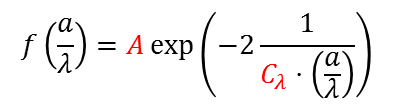 f(a/λ) = A exp(−2 1/(C_λ · (a/λ)))